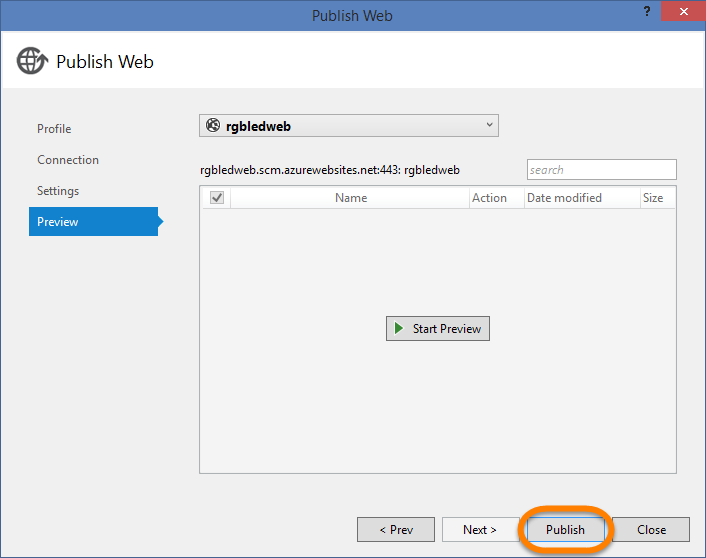 Publish Web
?
Publish Web
Profile
Connection
Settings
Preview
rgbledweb
rgbledweb.scm.azurewebsites.net:443: rgbledweb
search
Name Action Date modified Size
Start Preview
< Prev Next > Publish Close